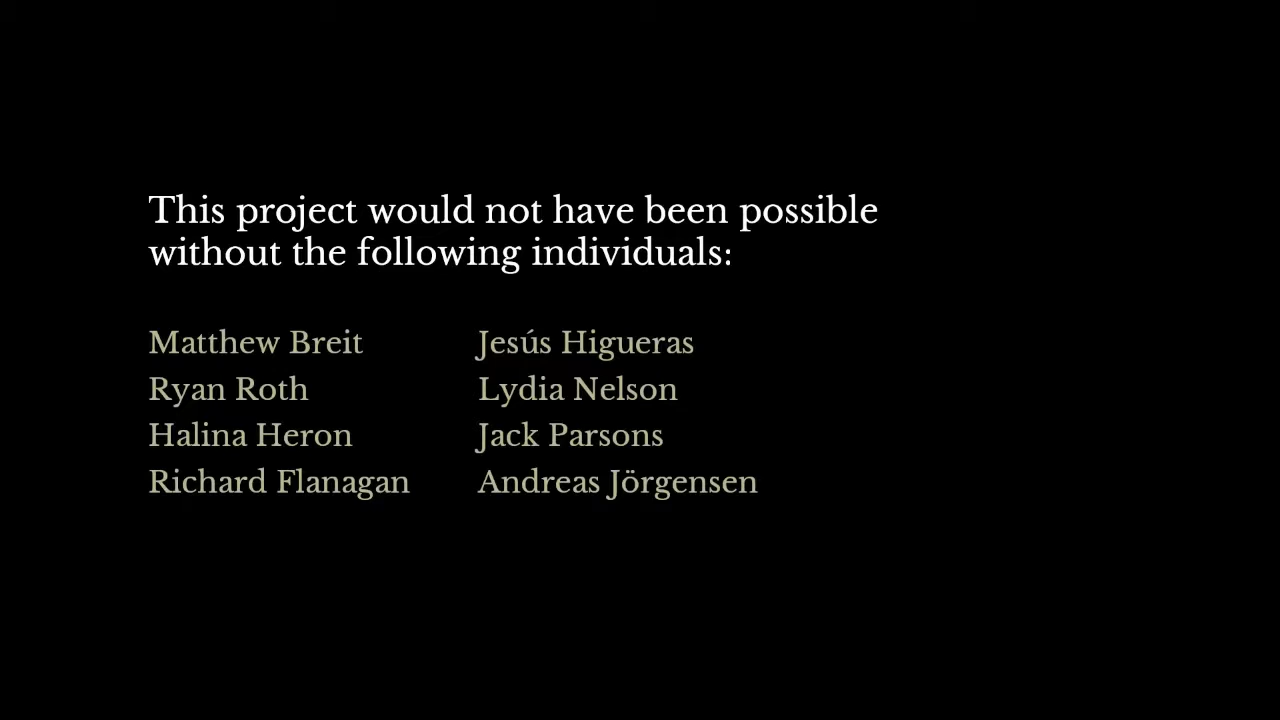 This project would not have been possible
without the following individuals:
Matthew Breit
Ryan Roth
Halina Heron
Richard Flanagan
Jesús Higueras
Lydia Nelson
Jack Parsons
Andreas Jörgensen